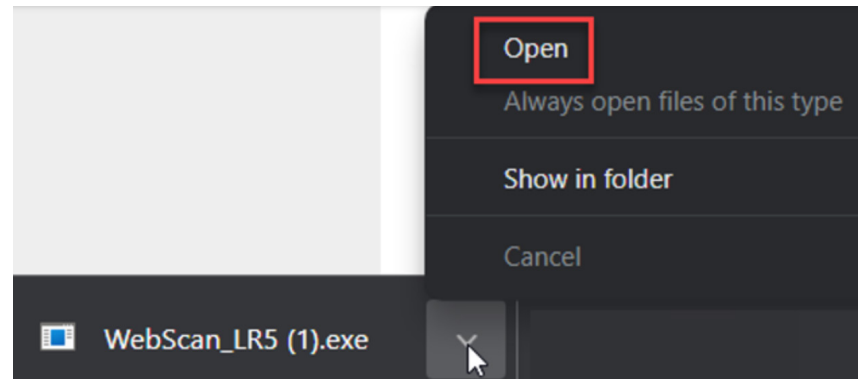 Open
Always open files of this type
Show in folder
Cancel
WebScan_LR5 (1).exe